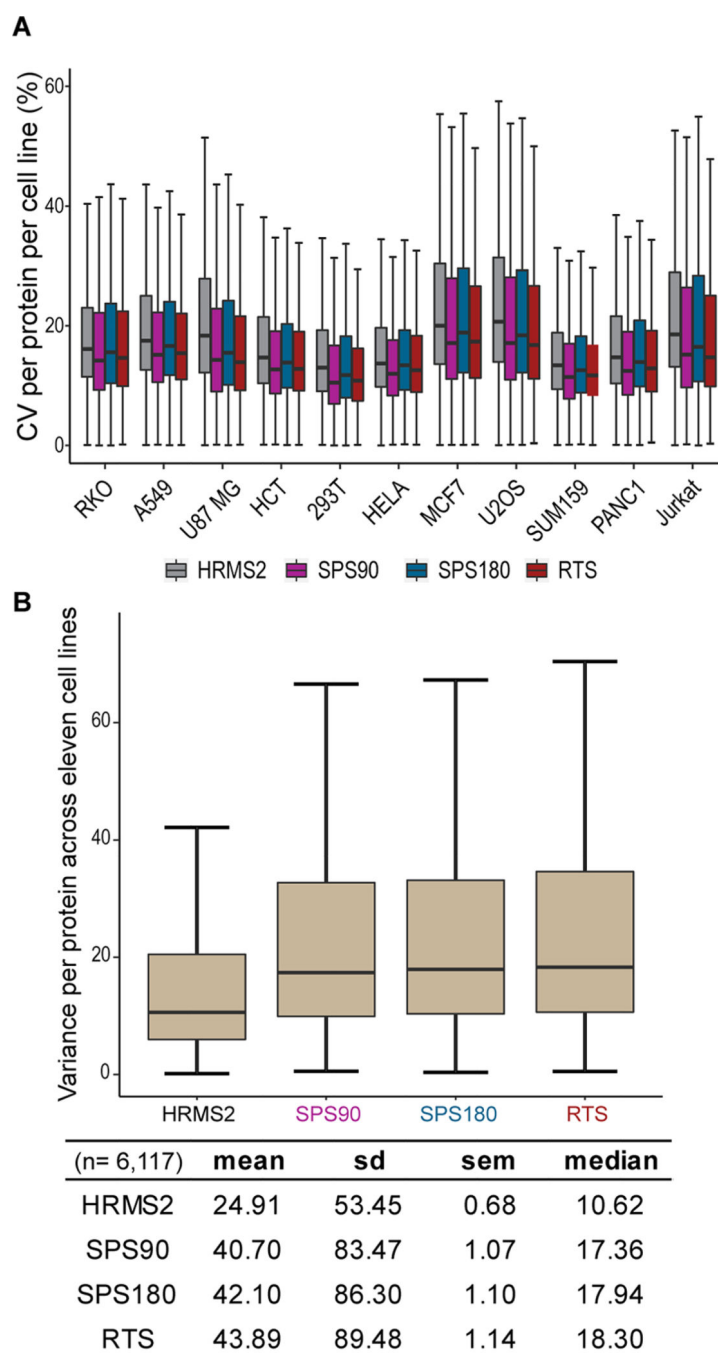 A
CV per protein per cell line (%)
60
40
20
0
RKO
A549
U87 MG
HCT
293T
HELA
MCF7
U2OS
SUM159
PANC1
Jurkat
HRMS2 SPS90 SPS180 RTS
B
Variance per protein across eleven cell lines
60
40
20
0
HRMS2 SPS90 SPS180 RTS
(n= 6,117) mean sd sem median
HRMS2 24.91 53.45 0.68 10.62
SPS90 40.70 83.47 1.07 17.36
SPS180 42.10 86.30 1.10 17.94
RTS 43.89 89.48 1.14 18.30